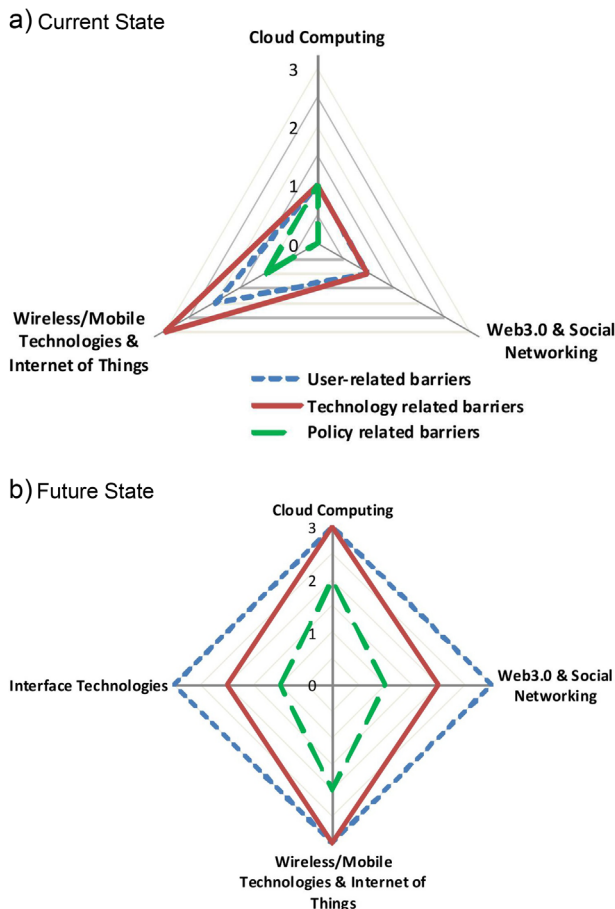 a) Current State
Cloud Computing
3
2
1
0
Wireless/Mobile
Technologies &
Internet of Things
Web3.0 & Social
Networking
User-related barriers
Technology related barriers
Policy related barriers
b) Future State
Cloud Computing
3
2
1
0
Interface Technologies
Web3.0 & Social
Networking
Wireless/Mobile
Technologies & Internet of
Things